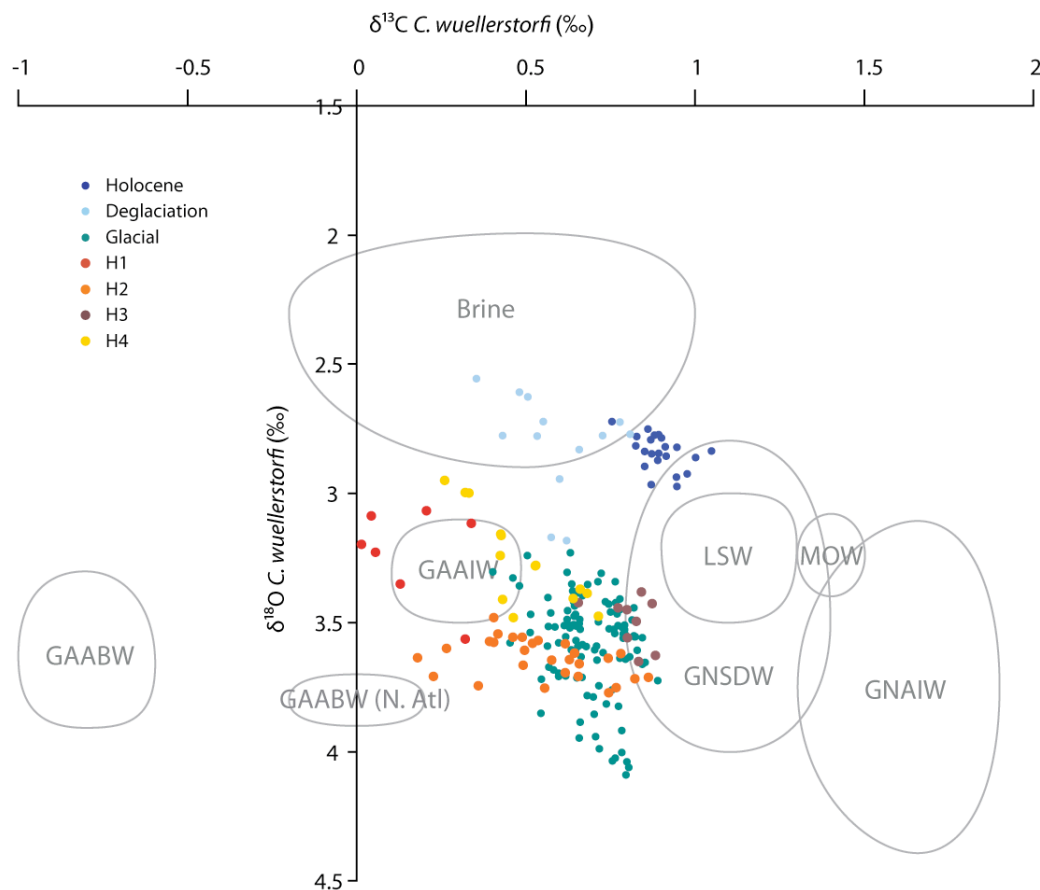 δ¹³C C. wuellerstorfi (‰)
-1 -0.5 0 0.5 1 1.5 2
1.5
Holocene
Deglaciation
Glacial
H1
H2
H3
H4
2
Brine
2.5
δ¹⁸O C. wuellerstorfi (‰)
3
GAAIW LSW MOW
3.5
GAABW GNSDW GNAIW
GAABW (N. Atl)
4
4.5